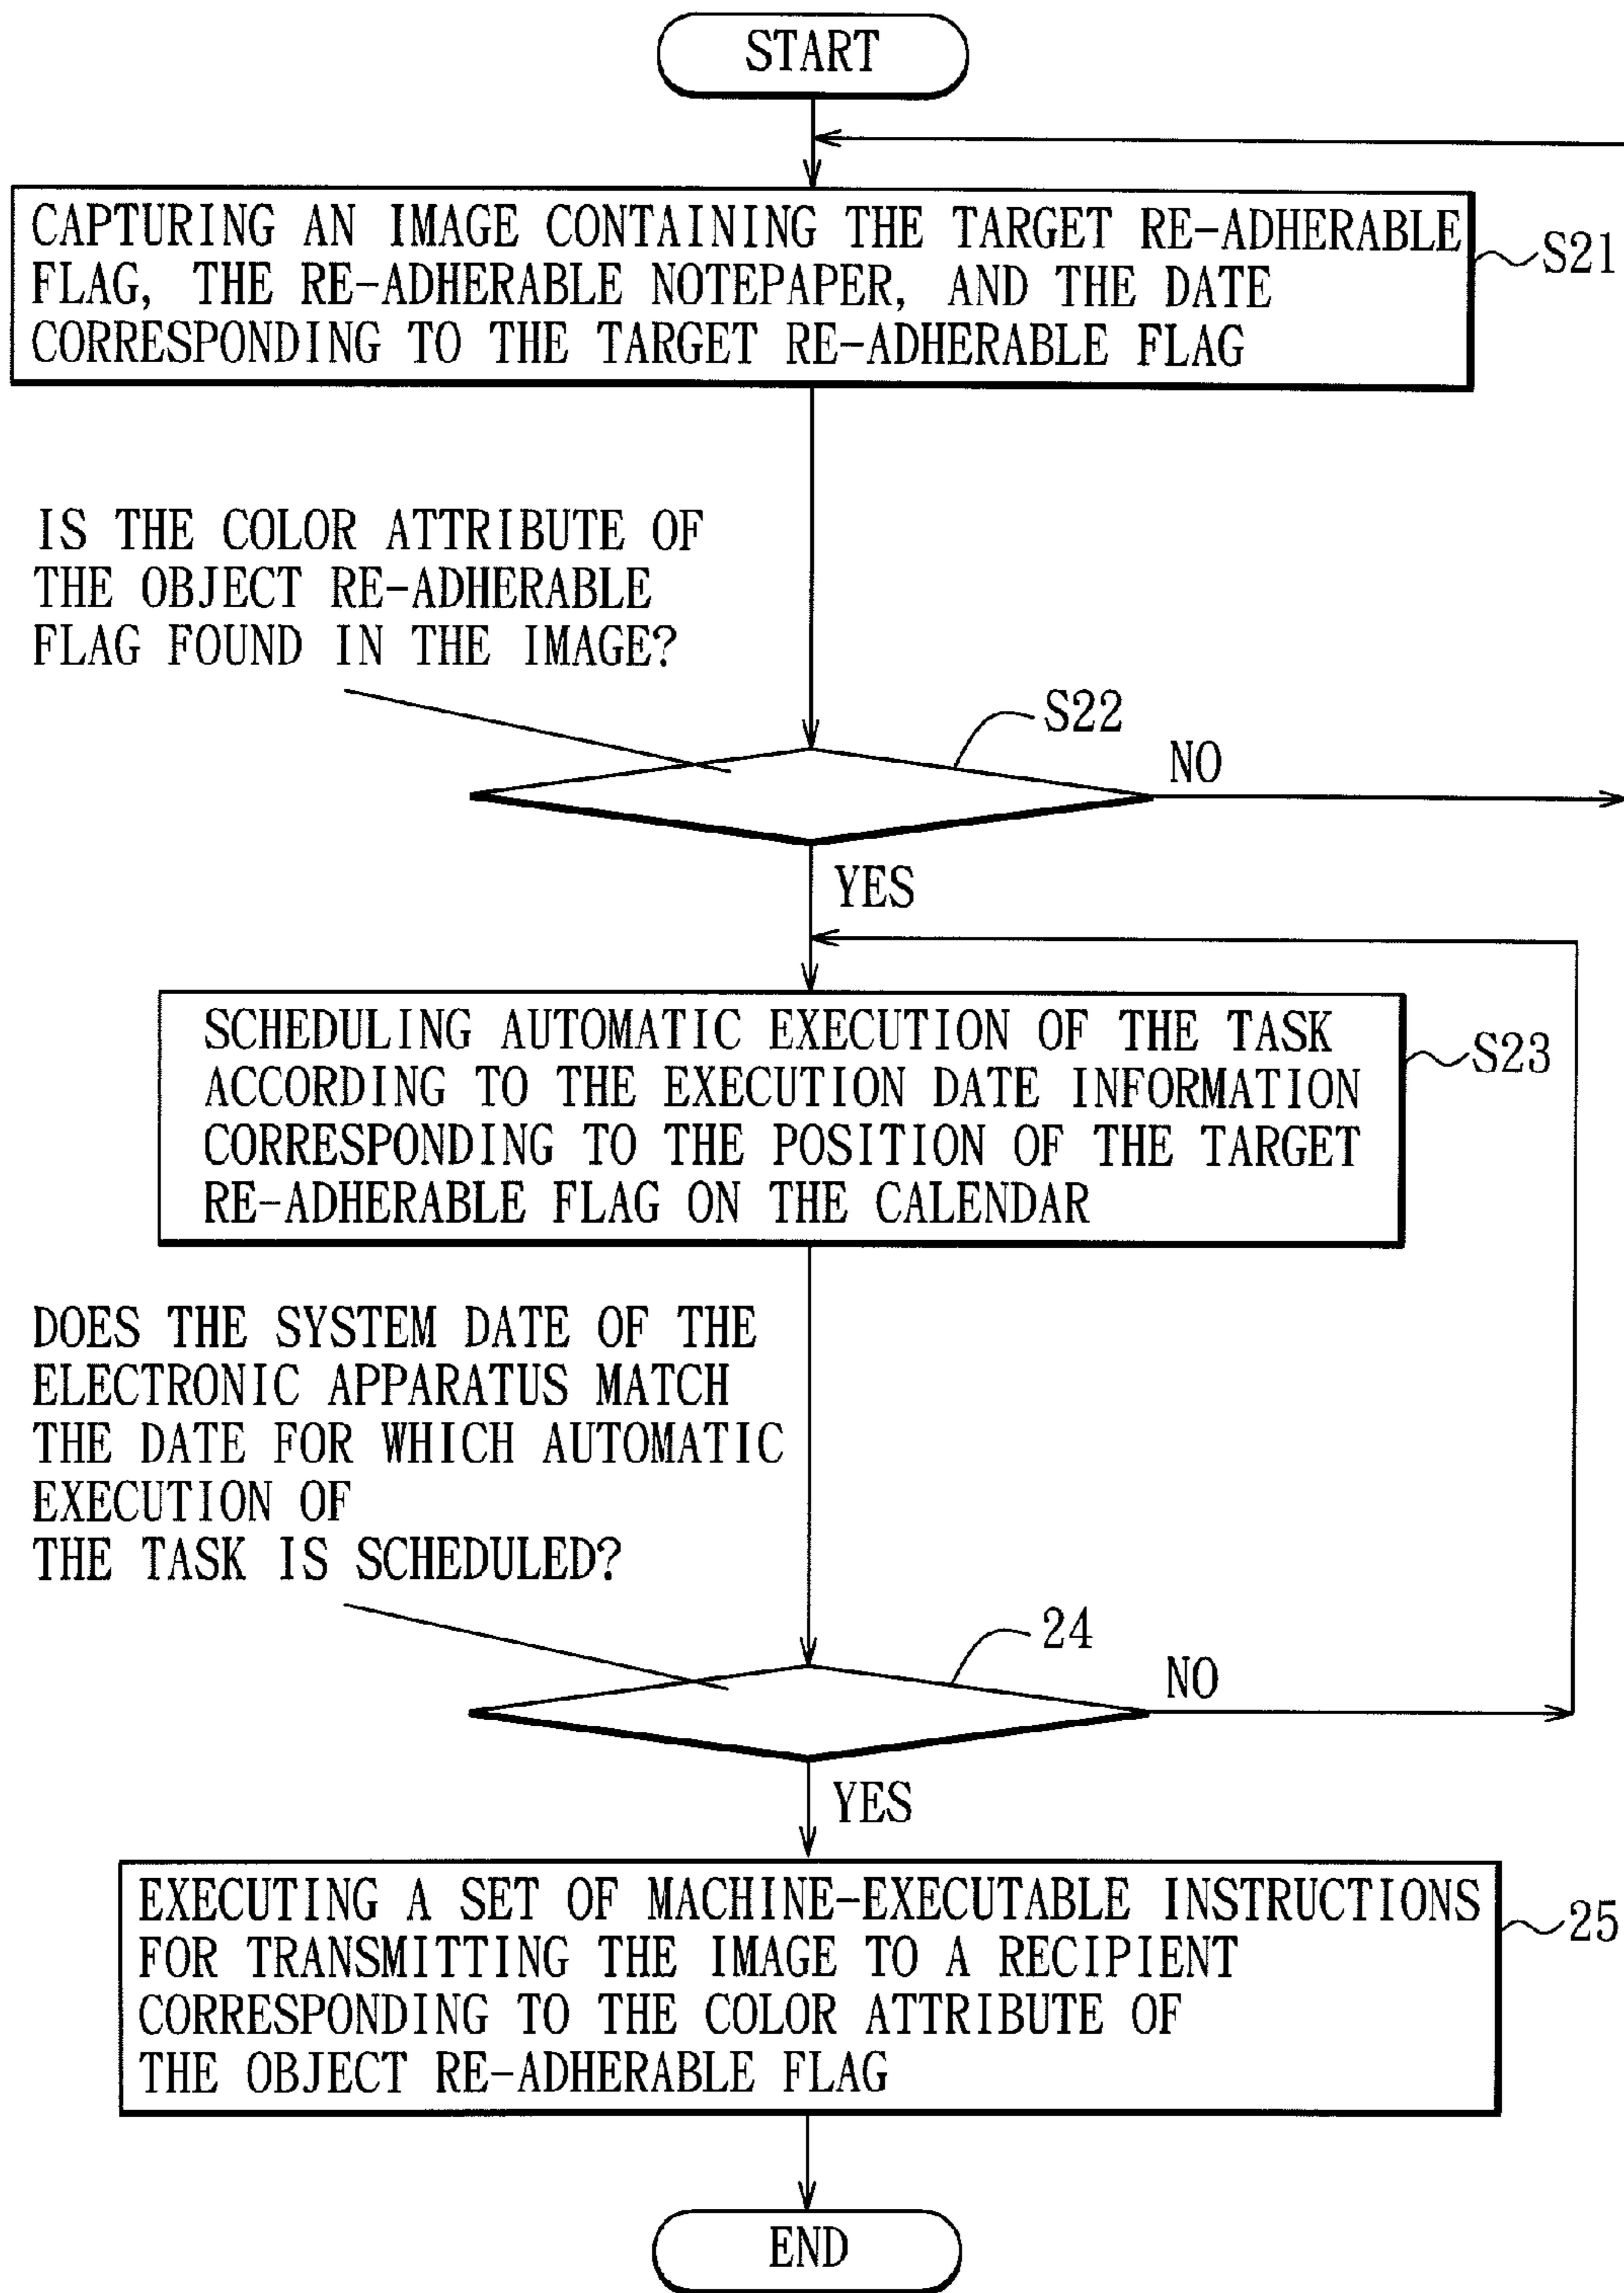 START
CAPTURING AN IMAGE CONTAINING THE TARGET RE-ADHERABLE
FLAG, THE RE-ADHERABLE NOTEPAPER, AND THE DATE
CORRESPONDING TO THE TARGET RE-ADHERABLE FLAG
S21
IS THE COLOR ATTRIBUTE OF
THE OBJECT RE-ADHERABLE
FLAG FOUND IN THE IMAGE?
S22
NO
YES
SCHEDULING AUTOMATIC EXECUTION OF THE TASK
ACCORDING TO THE EXECUTION DATE INFORMATION
CORRESPONDING TO THE POSITION OF THE TARGET
RE-ADHERABLE FLAG ON THE CALENDAR
S23
DOES THE SYSTEM DATE OF THE
ELECTRONIC APPARATUS MATCH
THE DATE FOR WHICH AUTOMATIC
EXECUTION OF
THE TASK IS SCHEDULED?
24
NO
YES
EXECUTING A SET OF MACHINE-EXECUTABLE INSTRUCTIONS
FOR TRANSMITTING THE IMAGE TO A RECIPIENT
CORRESPONDING TO THE COLOR ATTRIBUTE OF
THE OBJECT RE-ADHERABLE FLAG
25
END